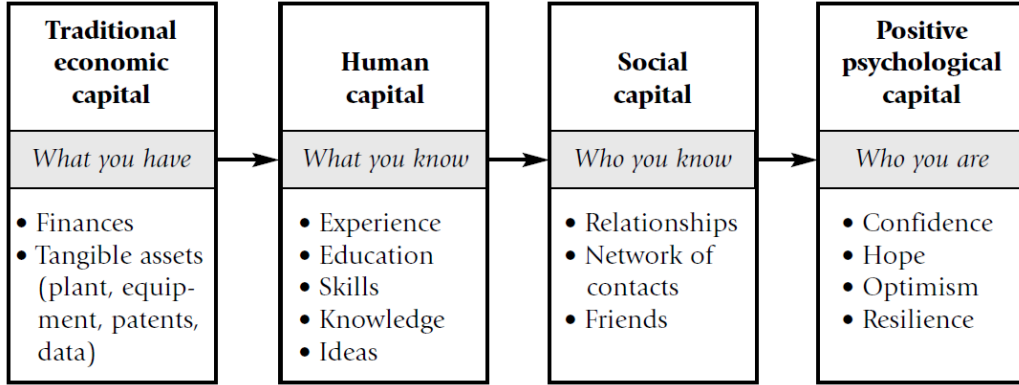 Traditional
economic
capital
What you have
• Finances
• Tangible assets
(plant, equip-
ment, patents,
data)
Human
capital
What you know
• Experience
• Education
• Skills
• Knowledge
• Ideas
Social
capital
Who you know
• Relationships
• Network of
contacts
• Friends
Positive
psychological
capital
Who you are
• Confidence
• Hope
• Optimism
• Resilience